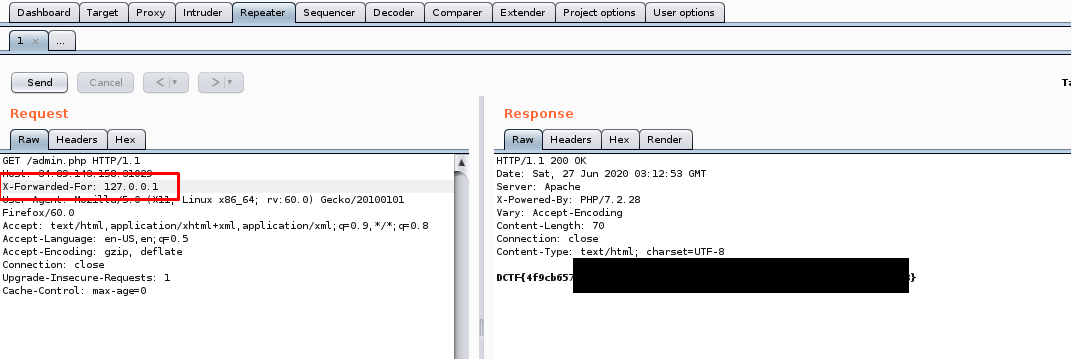 Dashboard Target Proxy Intruder Repeater Sequencer Decoder Comparer Extender Project options User options
1 × ...
Send Cancel < > Ta
Request
Raw Headers Hex
GET /admin.php HTTP/1.1
X-Forwarded-For: 127.0.0.1
User-Agent: Mozilla/5.0 (X11; Linux x86_64; rv:60.0) Gecko/20100101
Firefox/60.0
Accept: text/html,application/xhtml+xml,application/xml;q=0.9,*/*;q=0.8
Accept-Language: en-US,en;q=0.5
Accept-Encoding: gzip, deflate
Connection: close
Upgrade-Insecure-Requests: 1
Cache-Control: max-age=0
Response
Raw Headers Hex Render
HTTP/1.1 200 OK
Date: Sat, 27 Jun 2020 03:12:53 GMT
Server: Apache
X-Powered-By: PHP/7.2.28
Vary: Accept-Encoding
Content-Length: 70
Connection: close
Content-Type: text/html; charset=UTF-8
DCTF{4f9cb657 }